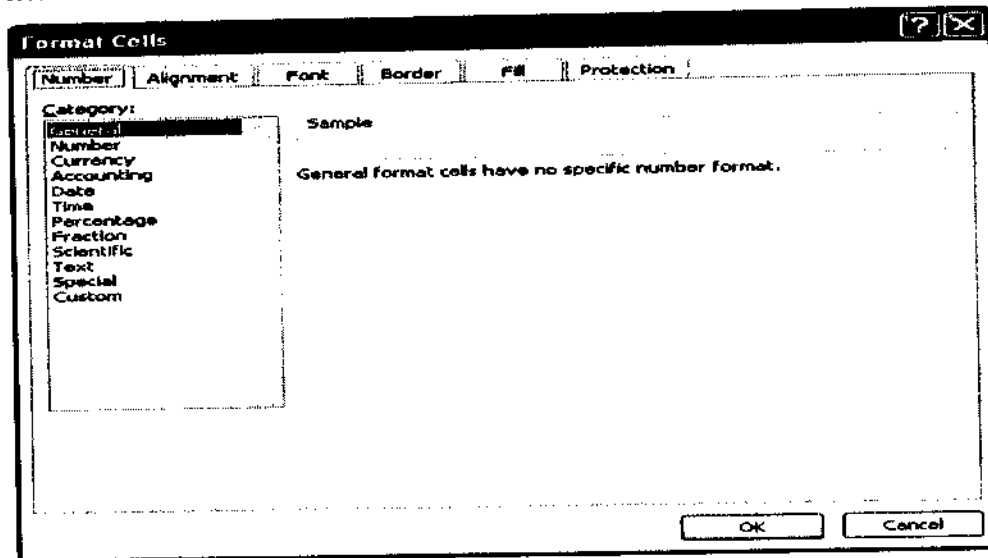 Format Cells
Number Alignment Font Border Fill Protection
Category:
General
Number
Currency
Accounting
Date
Time
Percentage
Fraction
Scientific
Text
Special
Custom
Sample
General format cells have no specific number format.
OK Cancel